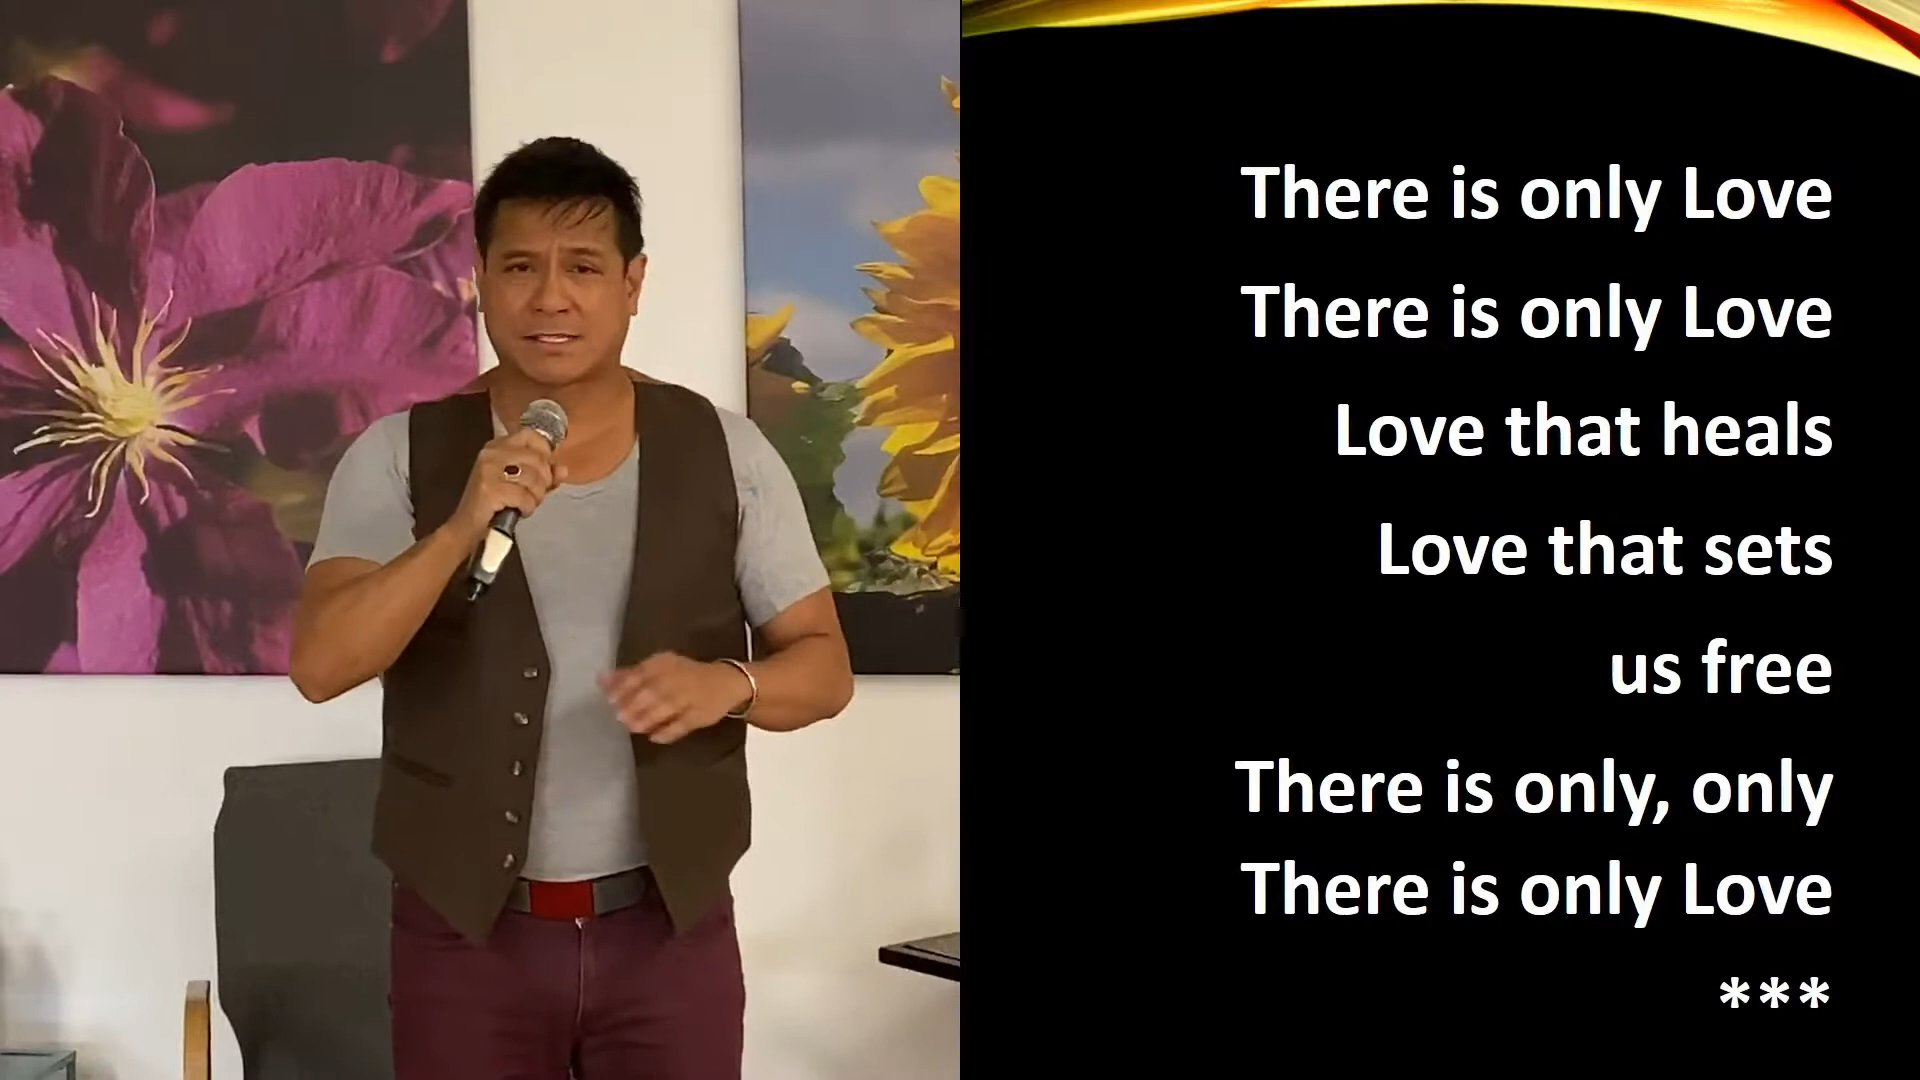 There is only Love
There is only Love
Love that heals
Love that sets
us free
There is only, only
There is only Love
***